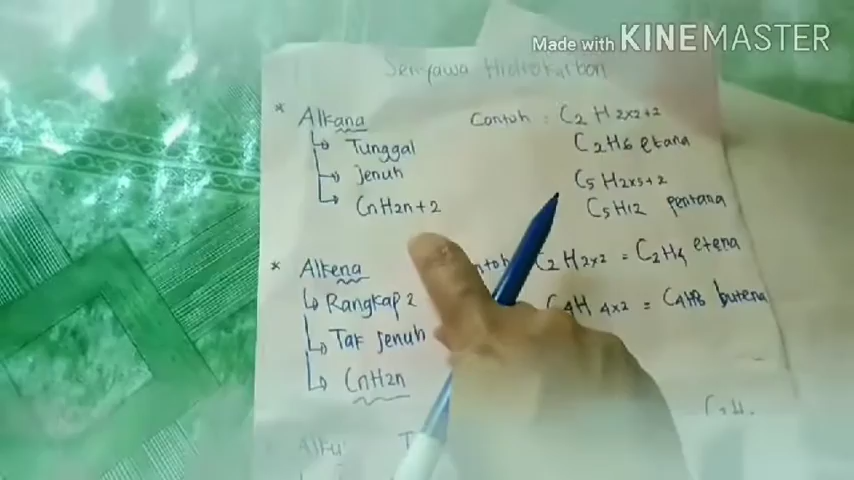 Made with KINEMASTER
Senyawa Hidrokarbon
* Alkana
Tunggal
Jenuh
CnH2n+2
Contoh : C2 H2x2+2
C2H6 etana
C5 H2x5+2
C5H12 pentana
* Alkena
Rangkap 2
Tak jenuh
CnH2n
C2 H2x2 = C2H4 etena
C4H 4x2 = C4H8 butena